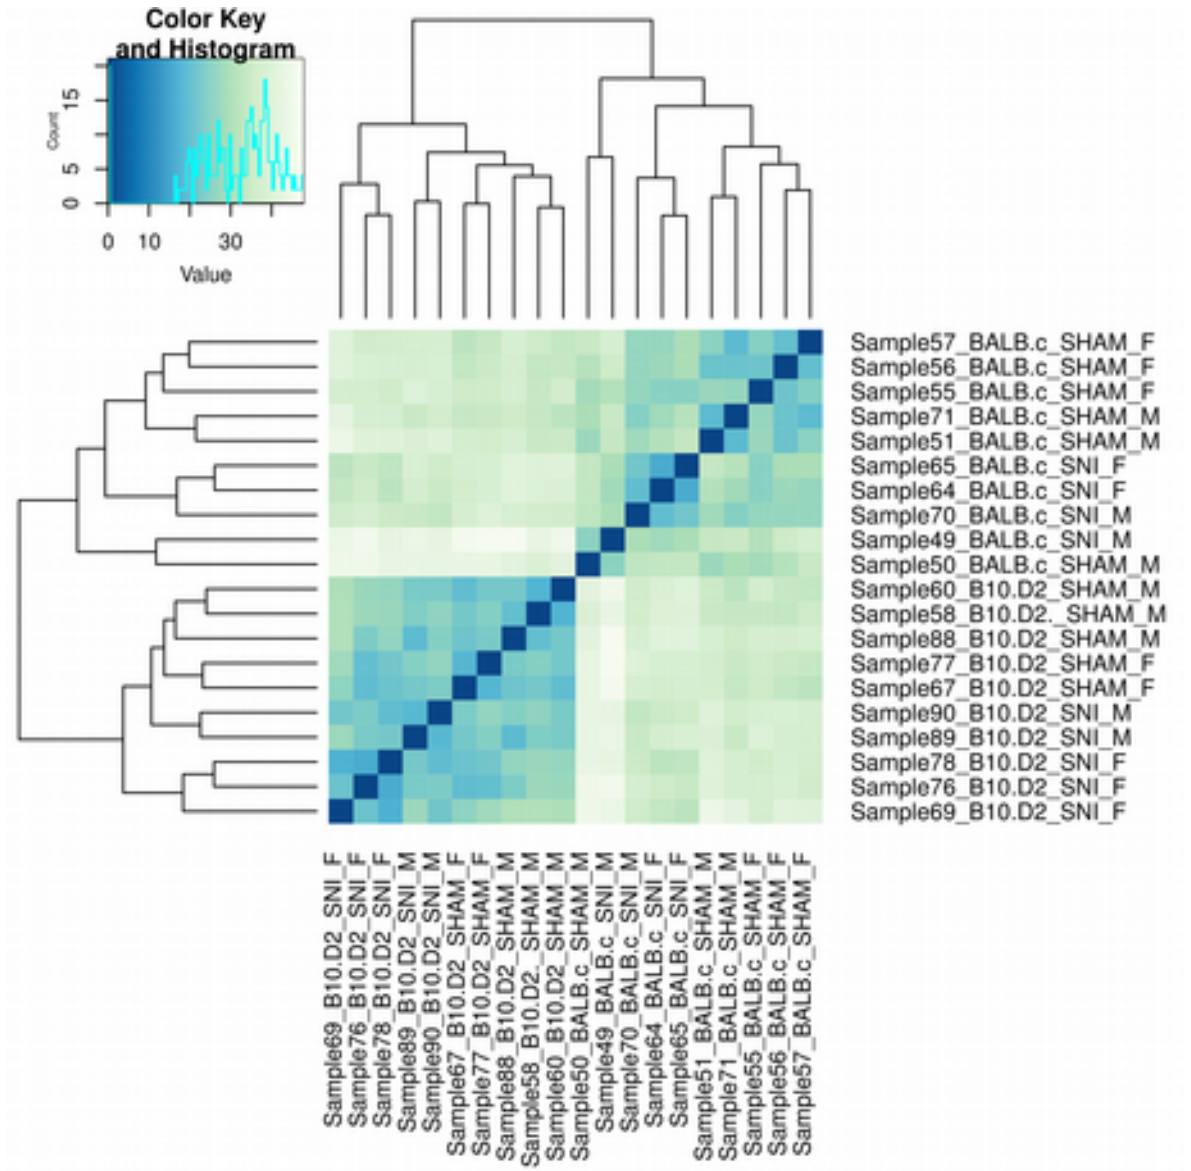 Color Key
and Histogram
Count
0 5 15
0 10 30
Value
Sample57_BALB.c_SHAM_F
Sample56_BALB.c_SHAM_F
Sample55_BALB.c_SHAM_F
Sample71_BALB.c_SHAM_M
Sample51_BALB.c_SHAM_M
Sample65_BALB.c_SNI_F
Sample64_BALB.c_SNI_F
Sample70_BALB.c_SNI_M
Sample49_BALB.c_SNI_M
Sample50_BALB.c_SHAM_M
Sample60_B10.D2_SHAM_M
Sample58_B10.D2._SHAM_M
Sample88_B10.D2_SHAM_M
Sample77_B10.D2_SHAM_F
Sample67_B10.D2_SHAM_F
Sample90_B10.D2_SNI_M
Sample89_B10.D2_SNI_M
Sample78_B10.D2_SNI_F
Sample76_B10.D2_SNI_F
Sample69_B10.D2_SNI_F
Sample69_B10.D2_SNI_F
Sample76_B10.D2_SNI_F
Sample78_B10.D2_SNI_F
Sample89_B10.D2_SNI_M
Sample90_B10.D2_SNI_M
Sample67_B10.D2_SHAM_F
Sample77_B10.D2_SHAM_F
Sample88_B10.D2_SHAM_M
Sample58_B10.D2._SHAM_M
Sample60_B10.D2_SHAM_M
Sample50_BALB.c_SHAM_M
Sample49_BALB.c_SNI_M
Sample70_BALB.c_SNI_M
Sample64_BALB.c_SNI_F
Sample65_BALB.c_SNI_F
Sample51_BALB.c_SHAM_M
Sample71_BALB.c_SHAM_M
Sample55_BALB.c_SHAM_F
Sample56_BALB.c_SHAM_F
Sample57_BALB.c_SHAM_F